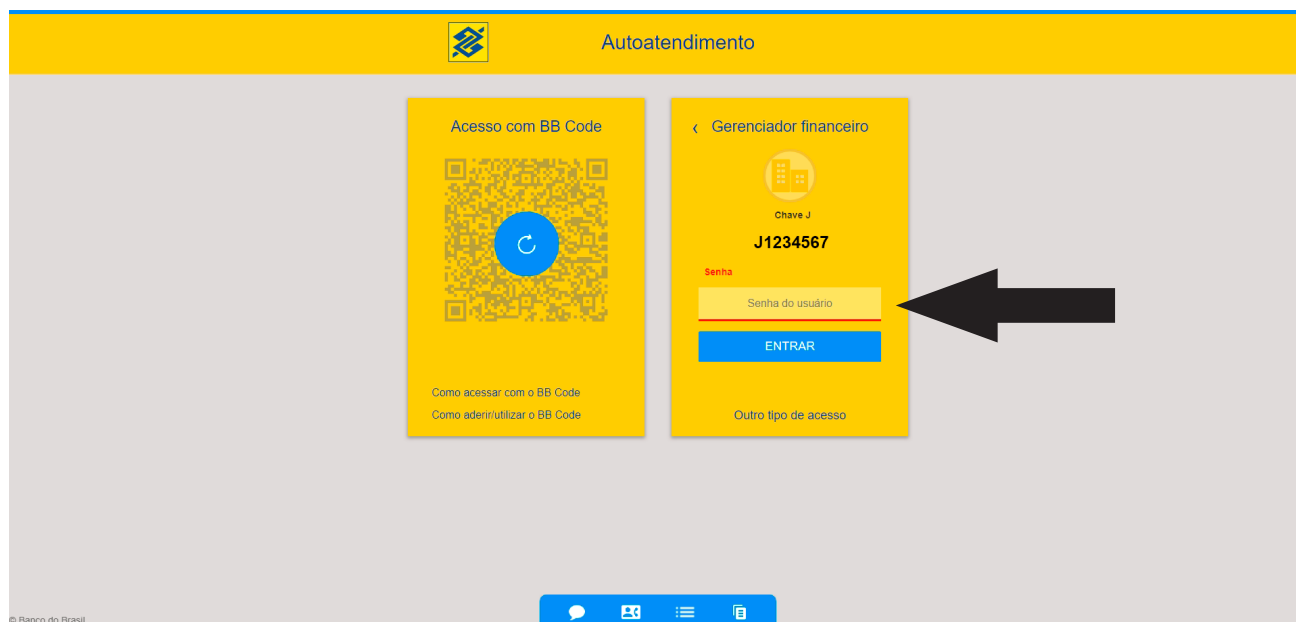 Autoatendimento
Acesso com BB Code
Como acessar com o BB Code
Como aderir/utilizar o BB Code
‹ Gerenciador financeiro
Chave J
J1234567
Senha
Senha do usuário
ENTRAR
Outro tipo de acesso
© Banco do Brasil